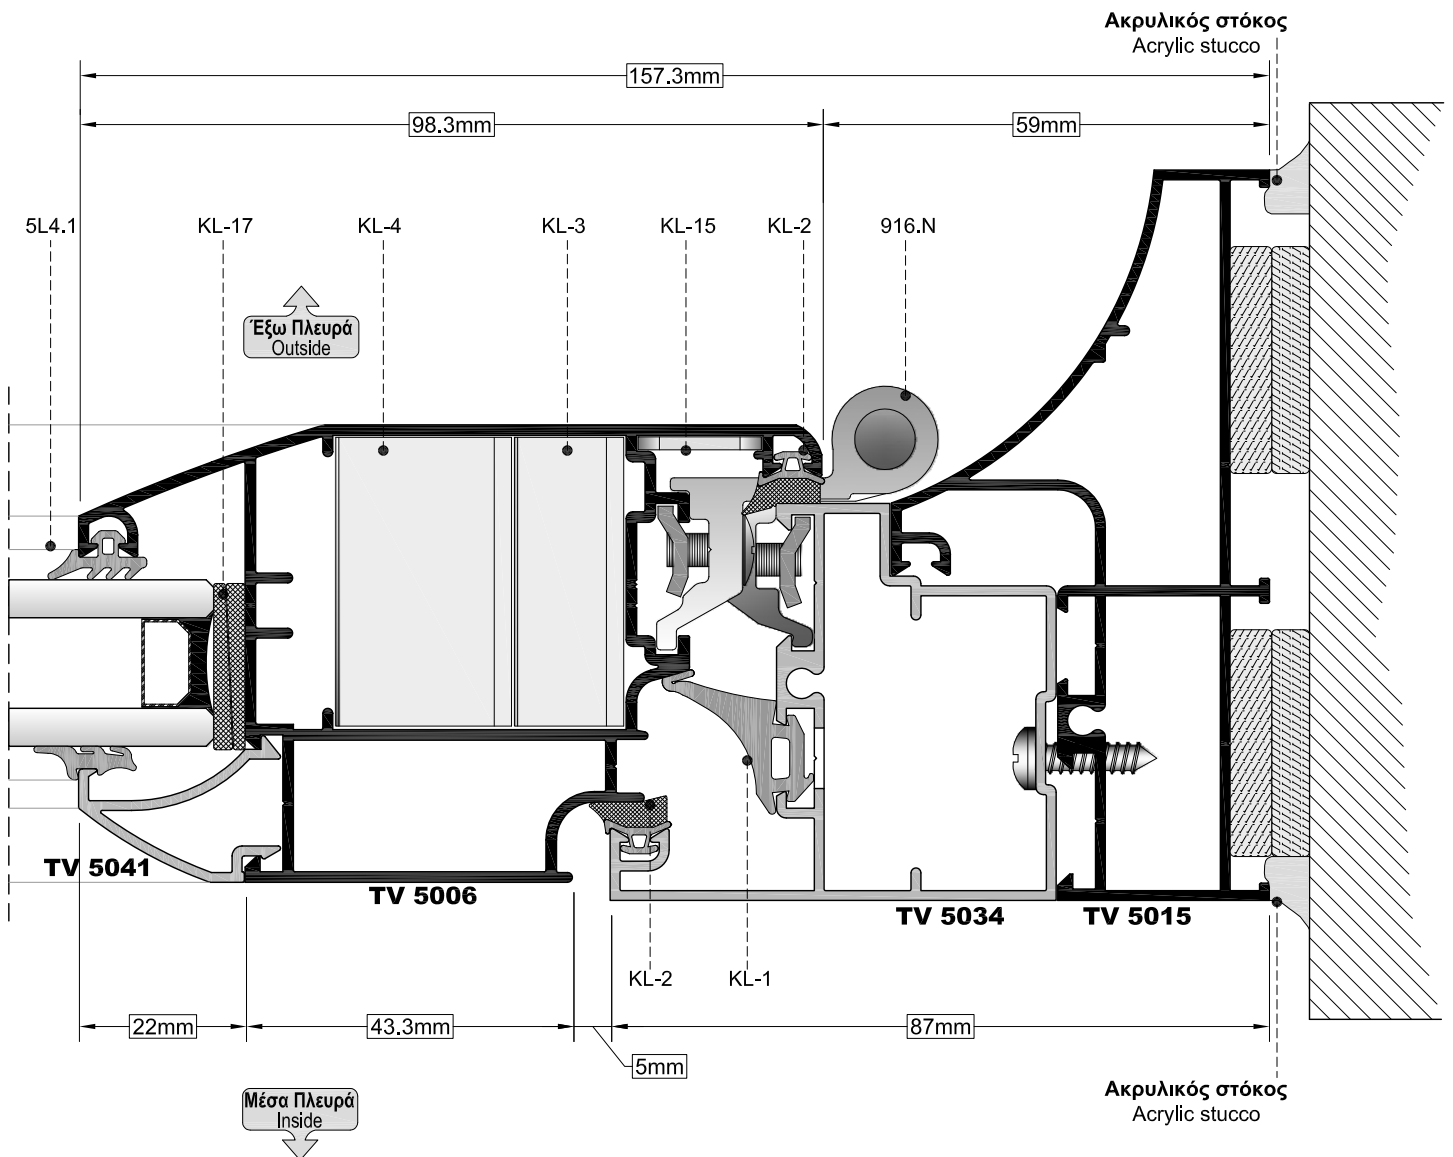 Ακρυλικός στόκος
Acrylic stucco
157.3mm
98.3mm
59mm
5L4.1
KL-17
KL-4
KL-3
KL-15
KL-2
916.N
Έξω Πλευρά
Outside
TV 5041
TV 5006
TV 5034
TV 5015
KL-2
KL-1
22mm
43.3mm
87mm
5mm
Μέσα Πλευρά
Inside
Ακρυλικός στόκος
Acrylic stucco